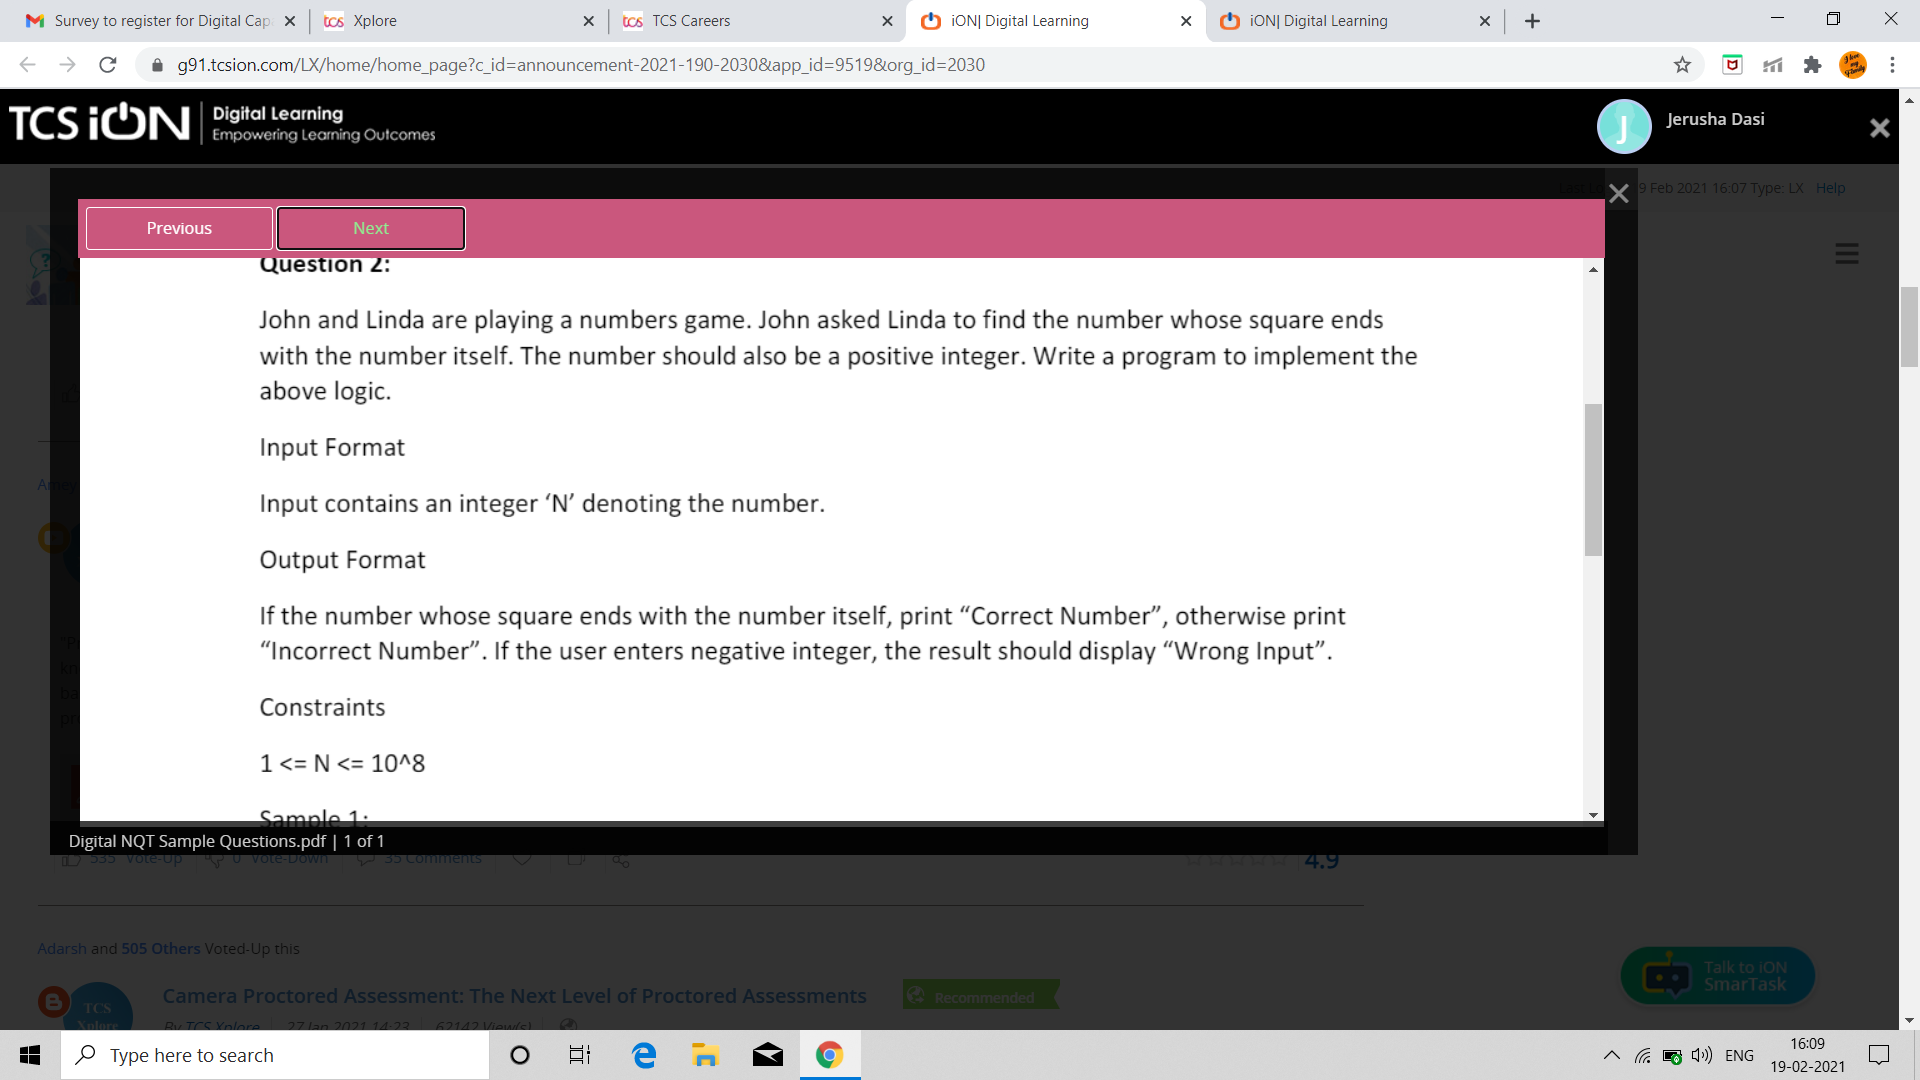 Survey to register for Digital Cap
Xplore
TCS Careers
iON| Digital Learning
iON| Digital Learning
g91.tcsion.com/LX/home/home_page?c_id=announcement-2021-190-2030&app_id=9519&org_id=2030
TCS iON
Digital Learning
Empowering Learning Outcomes
J
Jerusha Dasi
9 Feb 2021 16:07 Type: LX Help
Previous
Next
Question 2:
John and Linda are playing a numbers game. John asked Linda to find the number whose square ends
with the number itself. The number should also be a positive integer. Write a program to implement the
above logic.
Input Format
Input contains an integer ‘N’ denoting the number.
Output Format
If the number whose square ends with the number itself, print “Correct Number”, otherwise print
“Incorrect Number”. If the user enters negative integer, the result should display “Wrong Input”.
Constraints
1 <= N <= 10^8
Sample 1:
Digital NQT Sample Questions.pdf | 1 of 1
535 Vote-Up 0 Vote-Down 35 Comments
4.9
Adarsh and 505 Others Voted-Up this
TCS
Xplore
Camera Proctored Assessment: The Next Level of Proctored Assessments
Recommended
By TCS Xplore 27 Jan 2021 14:23 62142 View(s)
Talk to iON
SmarTask
Type here to search
ENG
16:09
19-02-2021